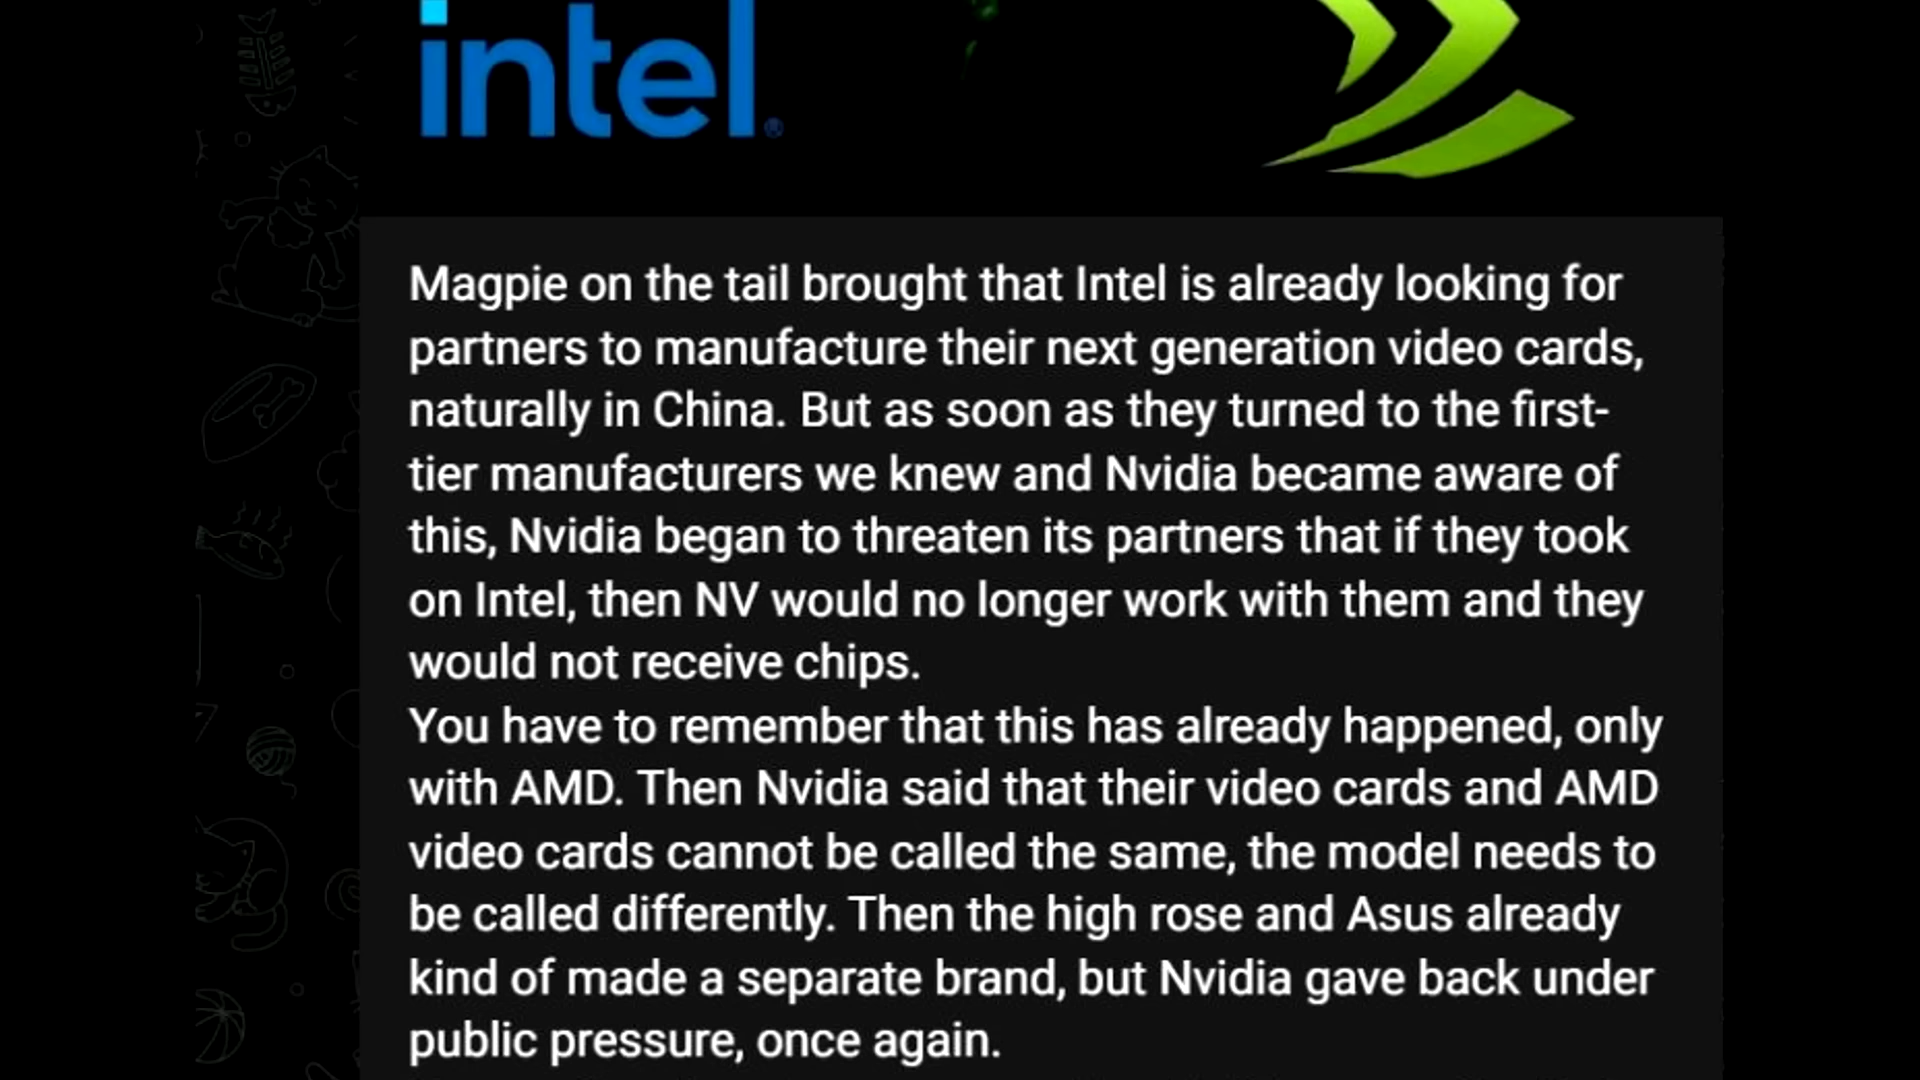 intel®
Magpie on the tail brought that Intel is already looking for
partners to manufacture their next generation video cards,
naturally in China. But as soon as they turned to the first-
tier manufacturers we knew and Nvidia became aware of
this, Nvidia began to threaten its partners that if they took
on Intel, then NV would no longer work with them and they
would not receive chips.
You have to remember that this has already happened, only
with AMD. Then Nvidia said that their video cards and AMD
video cards cannot be called the same, the model needs to
be called differently. Then the high rose and Asus already
kind of made a separate brand, but Nvidia gave back under
public pressure, once again.